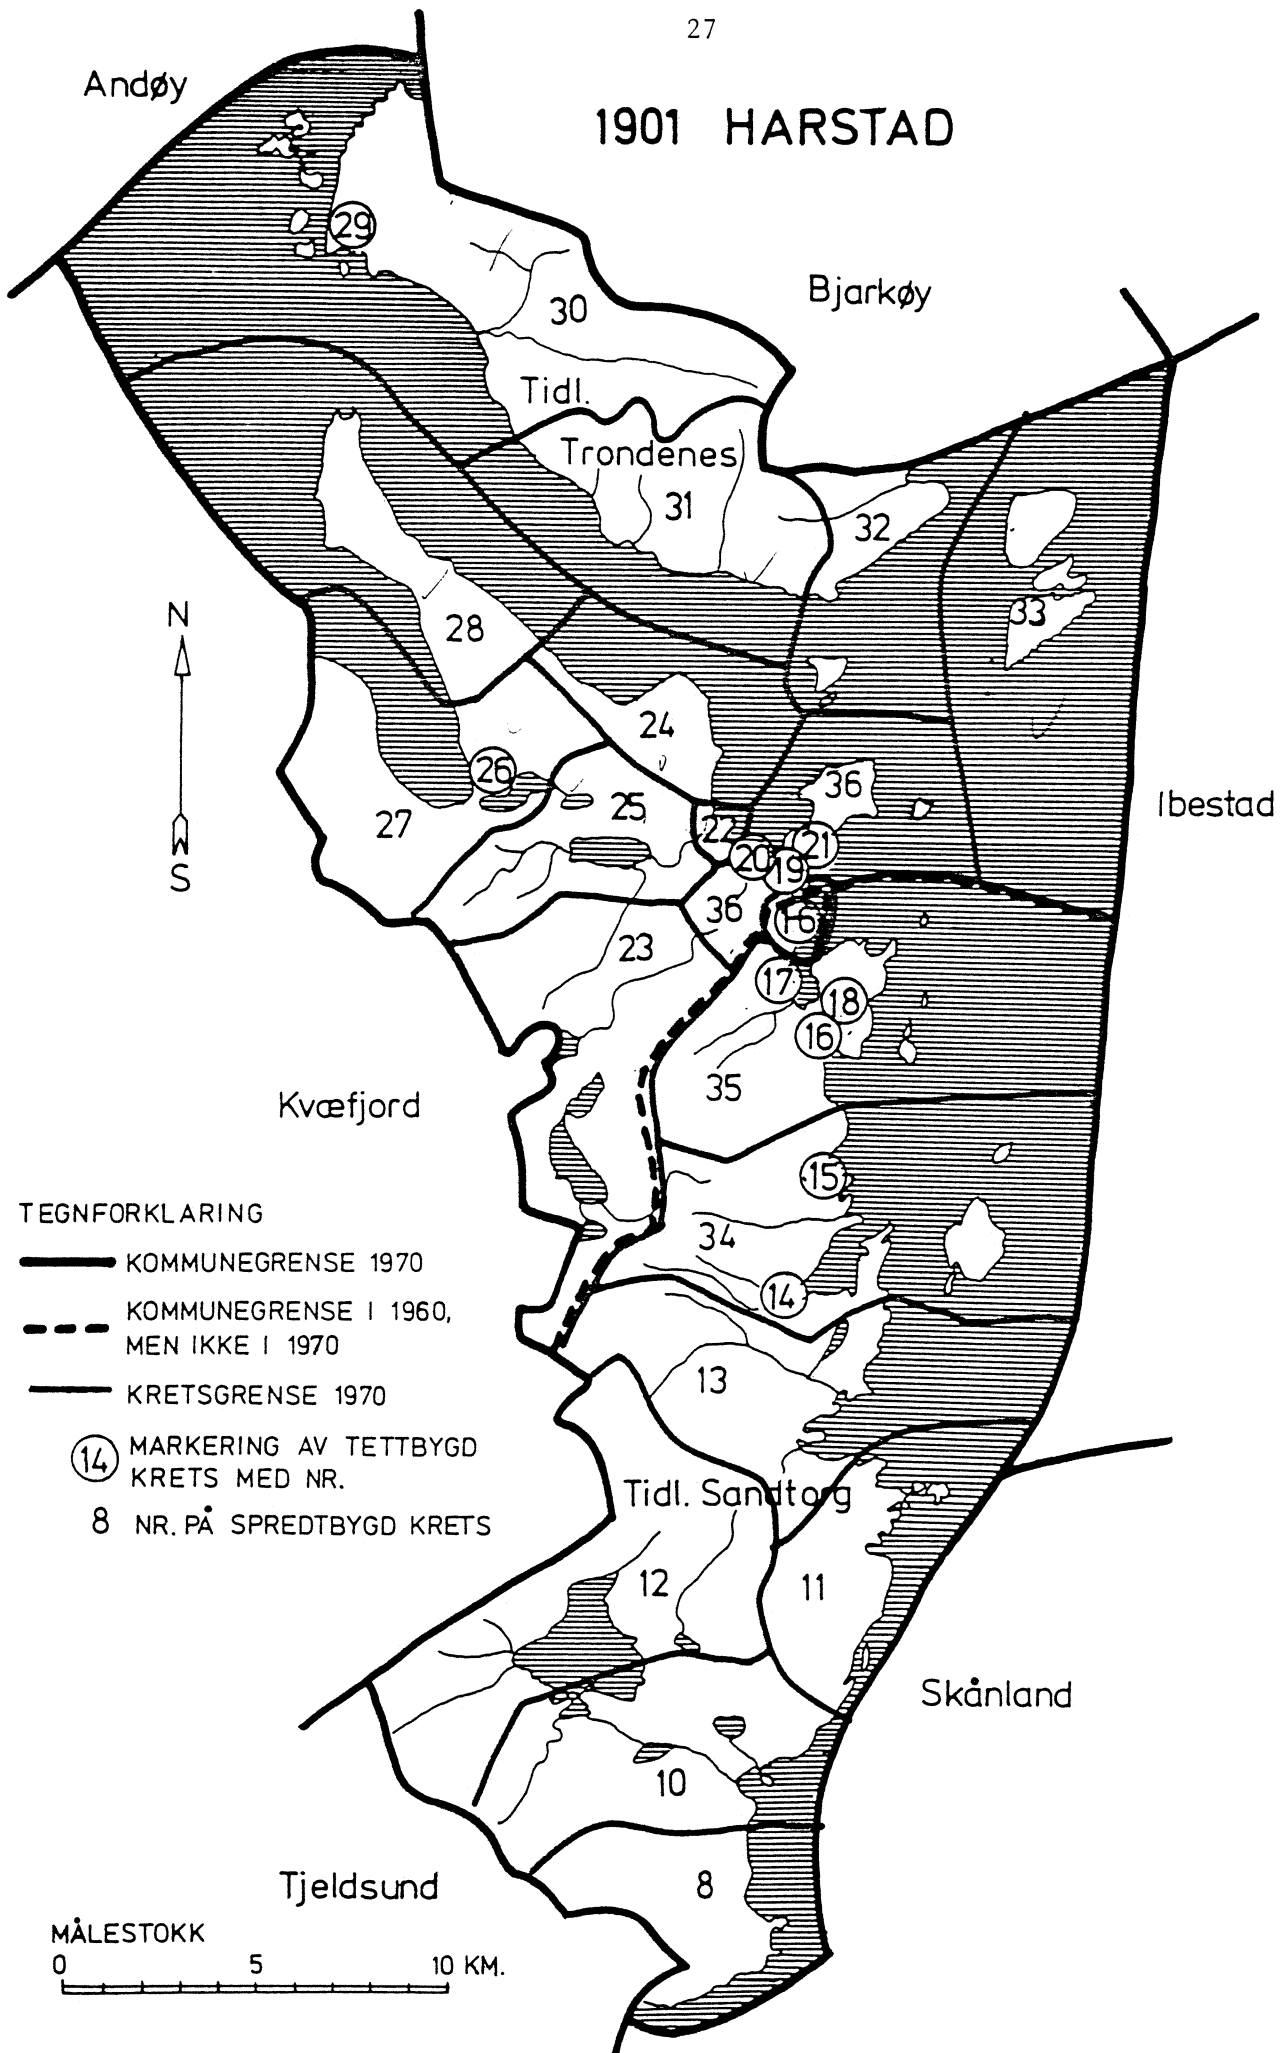 27
1901 HARSTAD
Andøy
Bjarkøy
29
30
Tidl.
Trondenes
31
32
33
28
N
S
24
26
25
27
36
22
21
20
19
Ibestad
36
16
23
17
18
16
35
Kvæfjord
15
34
14
13
TEGNFORKLARING
KOMMUNEGRENSE 1970
KOMMUNEGRENSE I 1960,
MEN IKKE I 1970
KRETSGRENSE 1970
14 MARKERING AV TETTBYGD
KRETS MED NR.
8 NR. PÅ SPREDTBYGD KRETS
Tidl. Sandtorg
12
11
Skånland
10
Tjeldsund
8
MÅLESTOKK
0 5 10 KM.